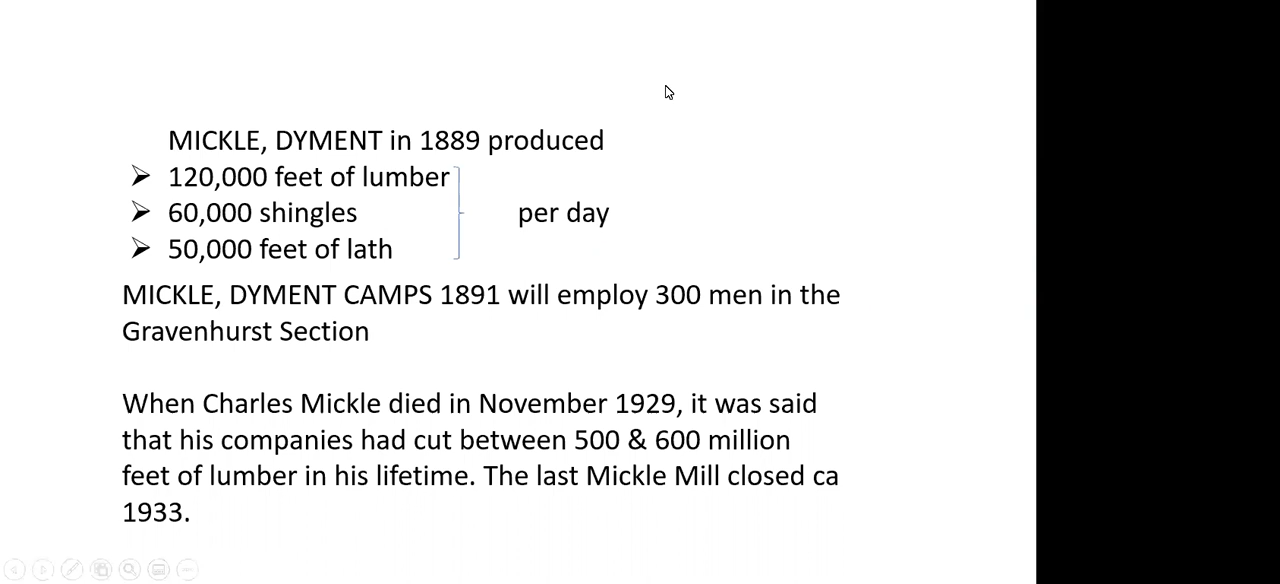 MICKLE, DYMENT in 1889 produced
➢ 120,000 feet of lumber
➢ 60,000 shingles
per day
➢ 50,000 feet of lath
MICKLE, DYMENT CAMPS 1891 will employ 300 men in the
Gravenhurst Section
When Charles Mickle died in November 1929, it was said
that his companies had cut between 500 & 600 million
feet of lumber in his lifetime. The last Mickle Mill closed ca
1933.